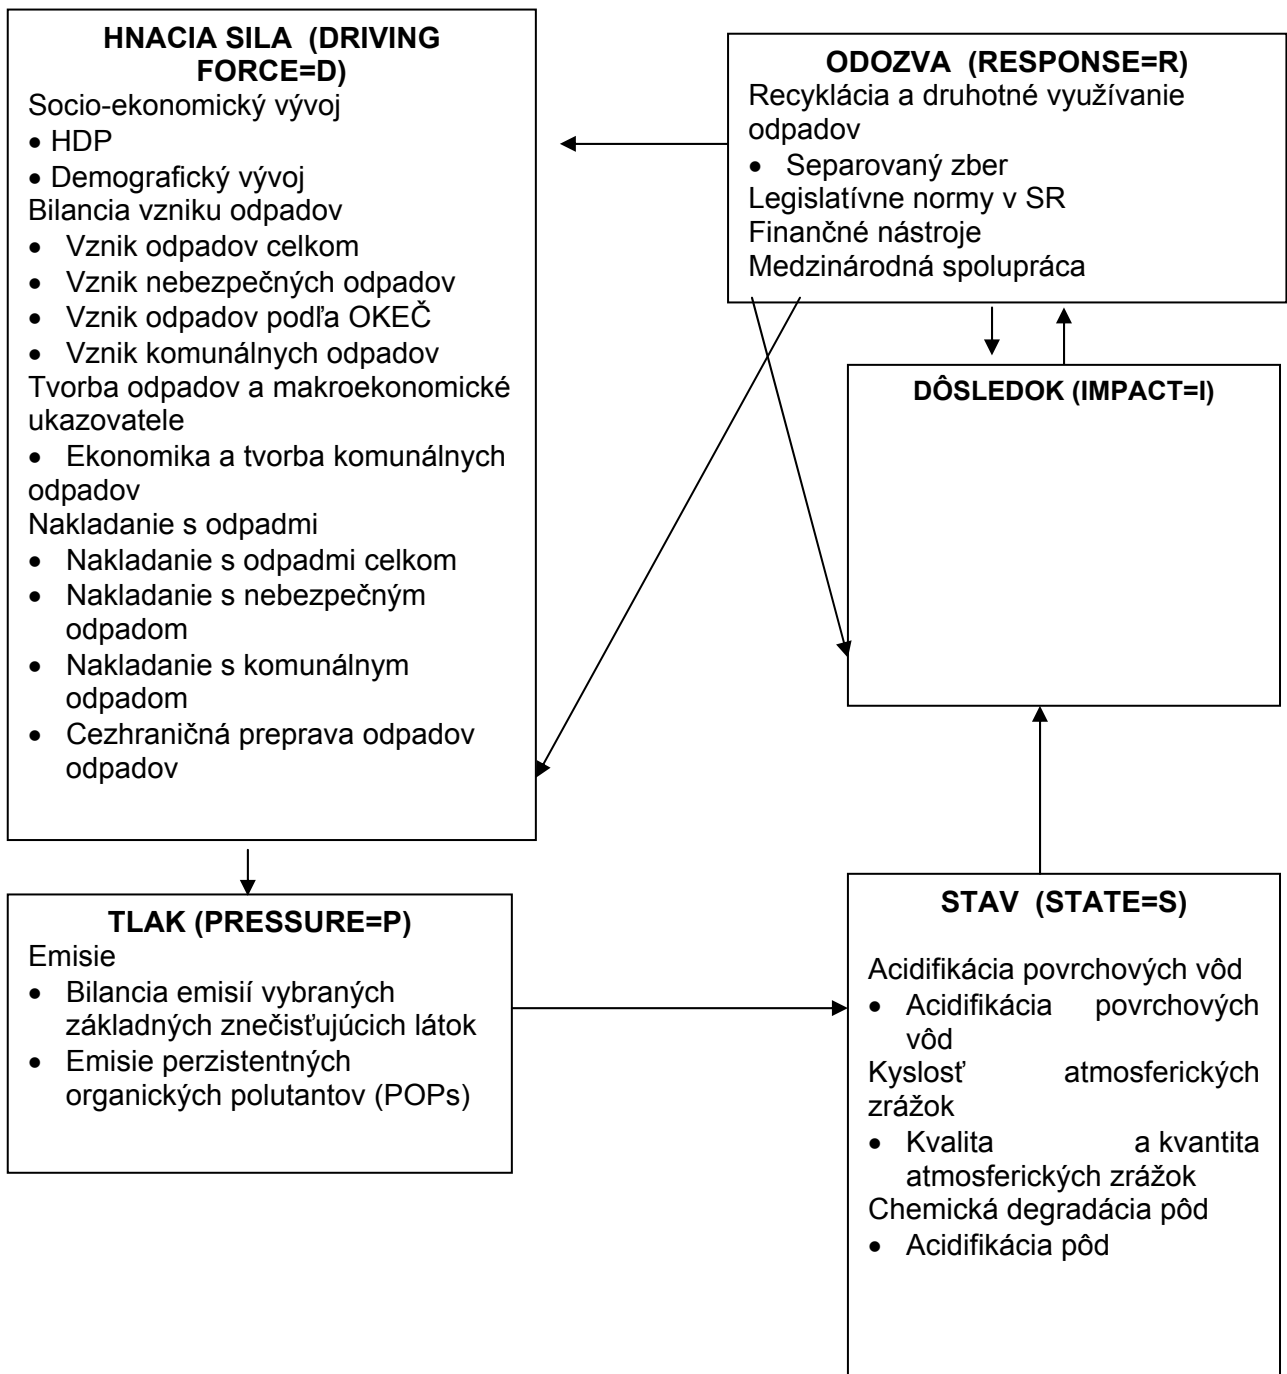 HNACIA SILA (DRIVING
FORCE=D)
Socio-ekonomický vývoj
• HDP
• Demografický vývoj
Bilancia vzniku odpadov
• Vznik odpadov celkom
• Vznik nebezpečných odpadov
• Vznik odpadov podľa OKEČ
• Vznik komunálnych odpadov
Tvorba odpadov a makroekonomické
ukazovatele
• Ekonomika a tvorba komunálnych
odpadov
Nakladanie s odpadmi
• Nakladanie s odpadmi celkom
• Nakladanie s nebezpečným
odpadom
• Nakladanie s komunálnym
odpadom
• Cezhraničná preprava odpadov
odpadov
ODOZVA (RESPONSE=R)
Recyklácia a druhotné využívanie
odpadov
• Separovaný zber
Legislatívne normy v SR
Finančné nástroje
Medzinárodná spolupráca
DÔSLEDOK (IMPACT=I)
TLAK (PRESSURE=P)
Emisie
• Bilancia emisií vybraných
základných znečisťujúcich látok
• Emisie perzistentných
organických polutantov (POPs)
STAV (STATE=S)
Acidifikácia povrchových vôd
• Acidifikácia povrchových
vôd
Kyslosť atmosferických
zrážok
• Kvalita a kvantita
atmosferických zrážok
Chemická degradácia pôd
• Acidifikácia pôd